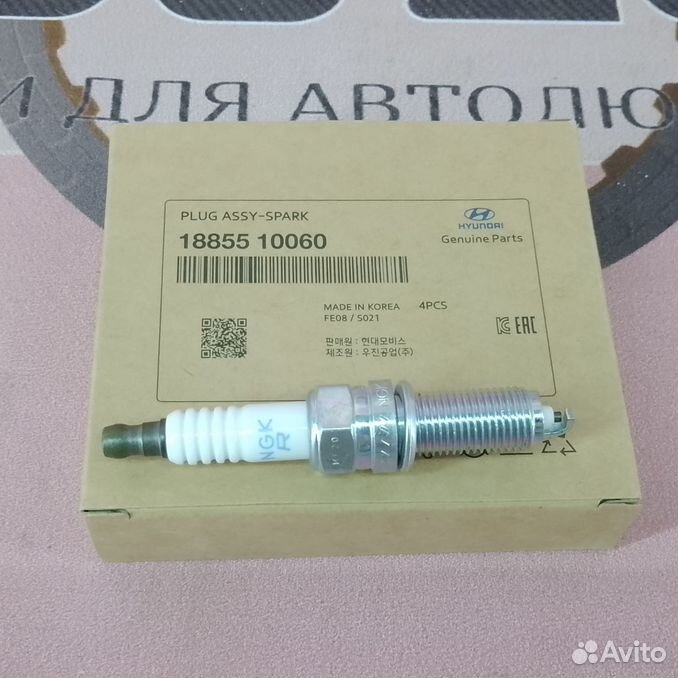 И ДЛЯ АВТОЛЮ
PLUG ASSY-SPARK
18855 10060
HYUNDAI
Genuine Parts
MADE IN KOREA 4PCS
FE08 / S021
EAC
판매원 : 현대모비스
제조원 : 우진공업(주)
NGK
R
Avito